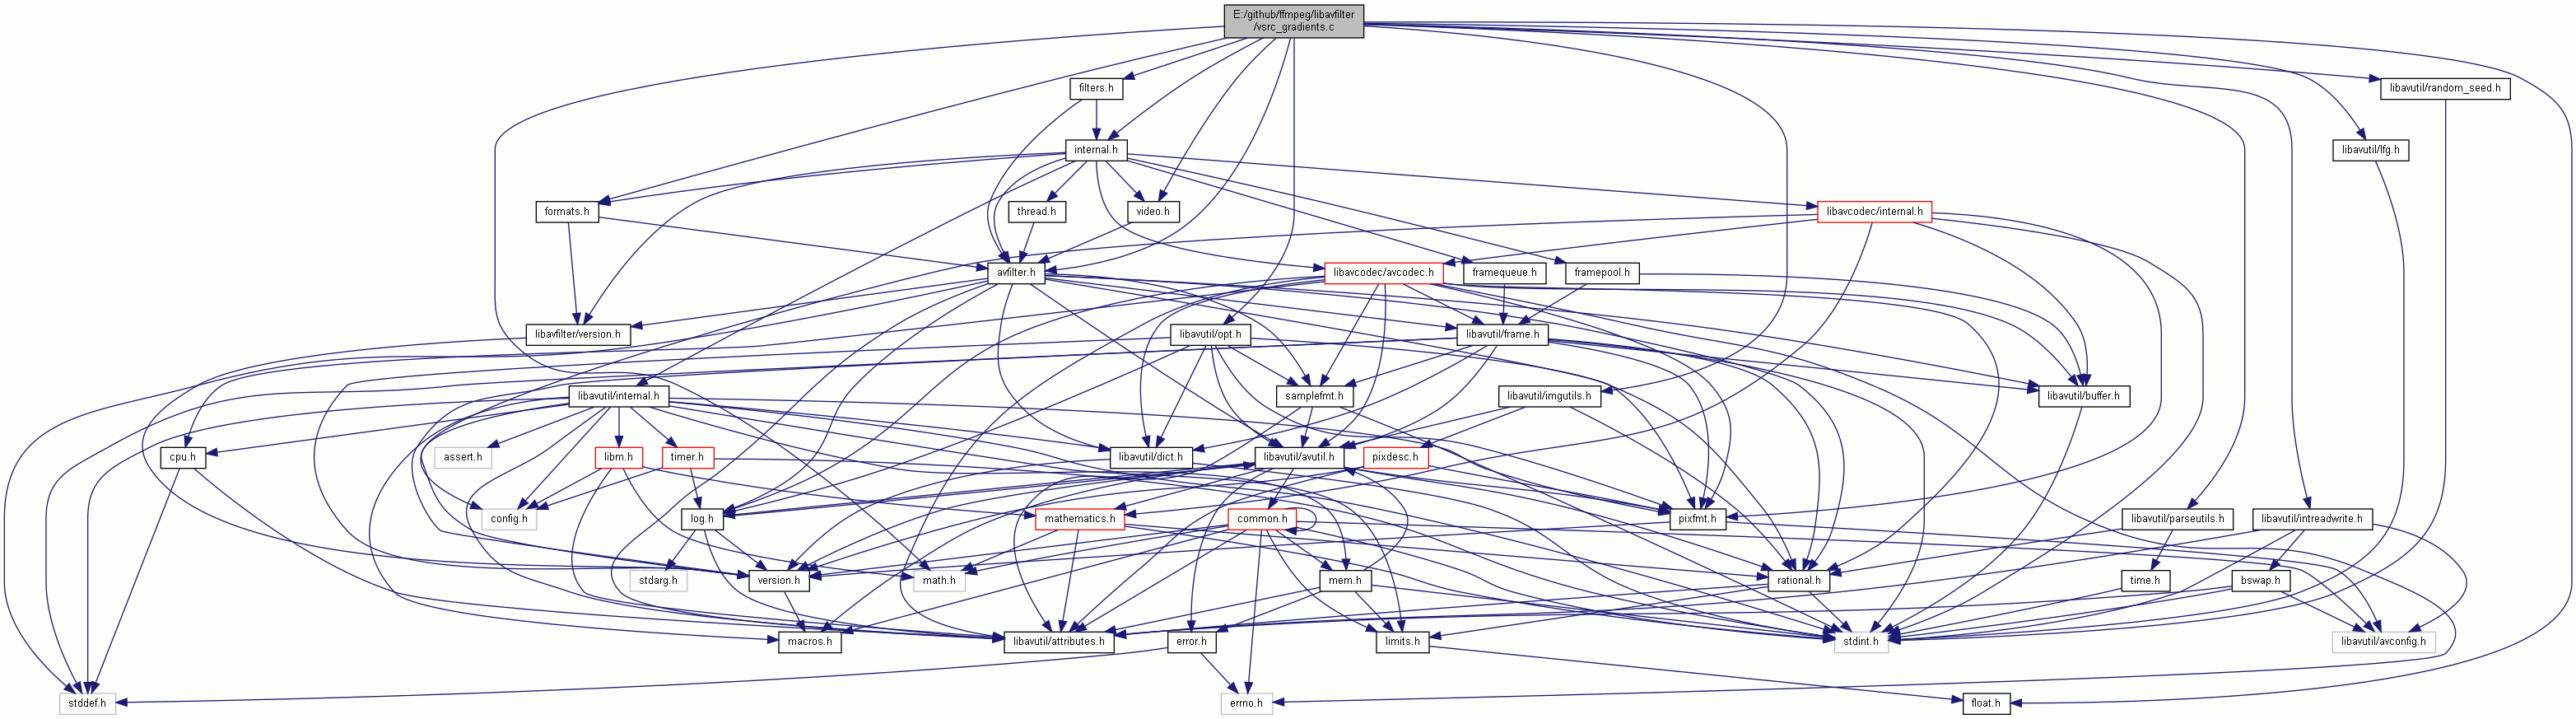 E:/github/ffmpeg/libavfilter
/vsrc_gradients.c
filters.h
libavutil/random_seed.h
internal.h
libavutil/lfg.h
formats.h
thread.h
video.h
libavcodec/internal.h
avfilter.h
libavcodec/avcodec.h
framequeue.h
framepool.h
libavfilter/version.h
libavutil/opt.h
libavutil/frame.h
libavutil/internal.h
samplefmt.h
libavutil/imgutils.h
libavutil/buffer.h
cpu.h
assert.h
libm.h
timer.h
libavutil/dict.h
libavutil/avutil.h
pixdesc.h
config.h
log.h
mathematics.h
common.h
pixfmt.h
libavutil/parseutils.h
libavutil/intreadwrite.h
stdarg.h
version.h
math.h
mem.h
rational.h
time.h
bswap.h
macros.h
libavutil/attributes.h
error.h
limits.h
stdint.h
libavutil/avconfig.h
stddef.h
errno.h
float.h